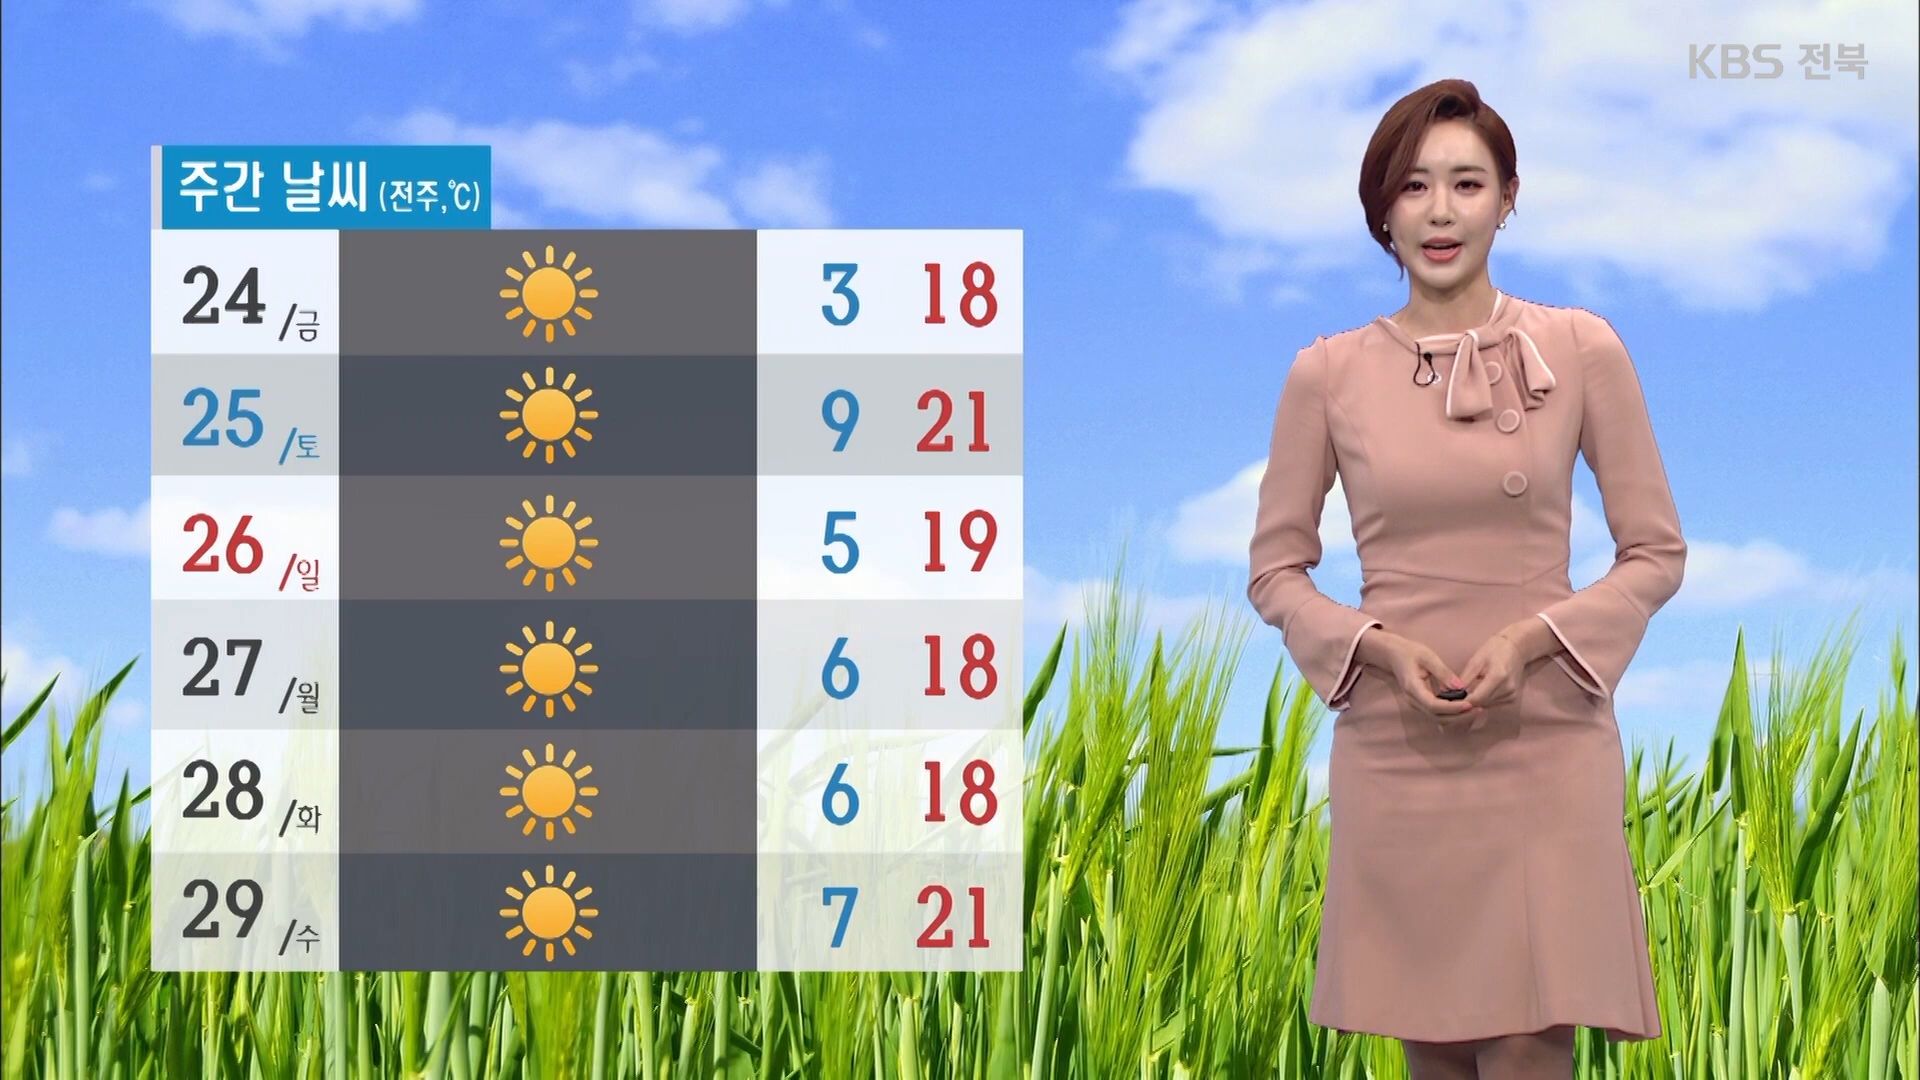 KBS 전북
주간 날씨 (전주,℃)
24 /금 3 18
25 /토 9 21
26 /일 5 19
27 /월 6 18
28 /화 6 18
29 /수 7 21